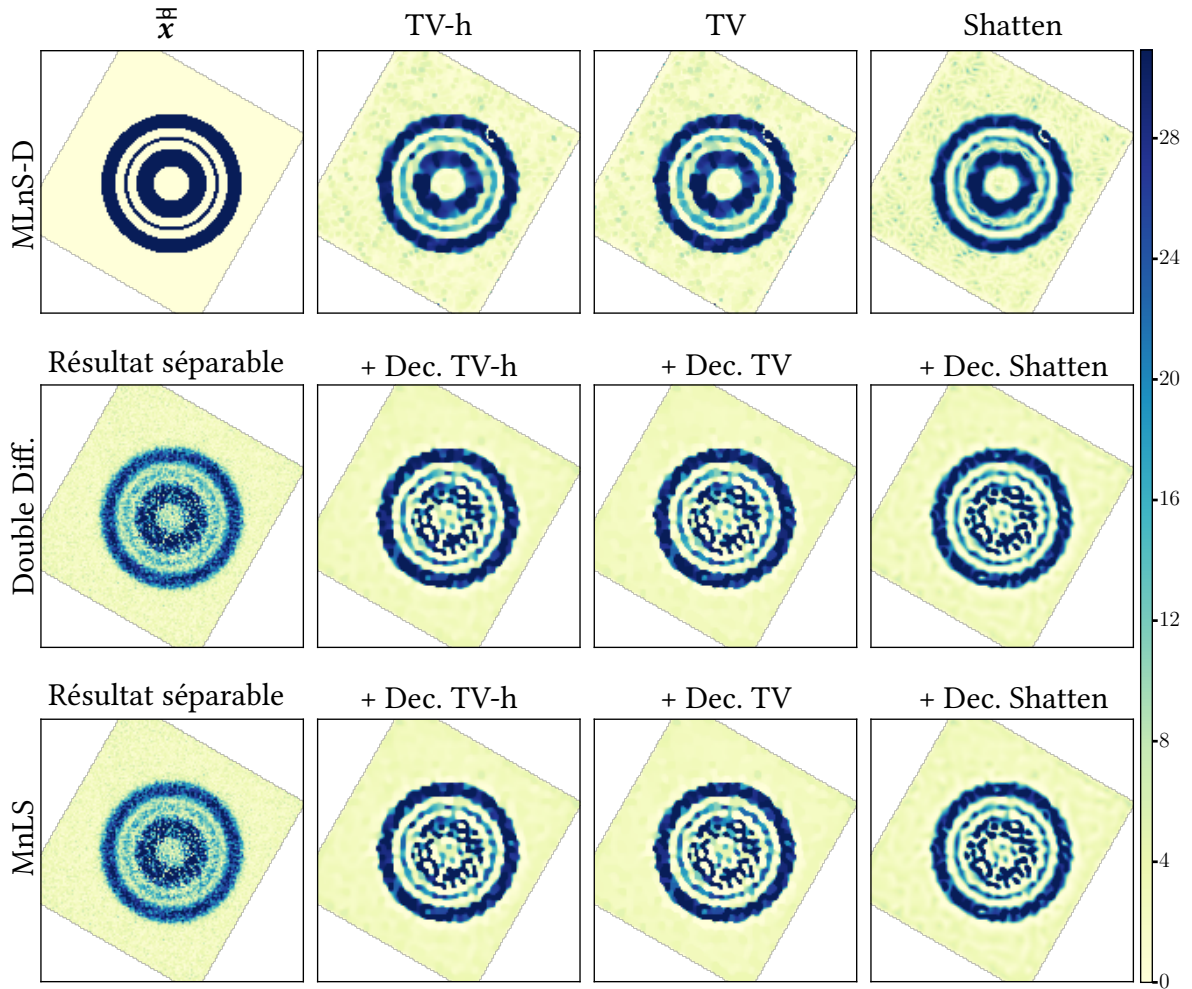 x̄ TV-h TV Shatten
MLnS-D
28
24
Résultat séparable + Dec. TV-h + Dec. TV + Dec. Shatten
Double Diff.
20
16
12
Résultat séparable + Dec. TV-h + Dec. TV + Dec. Shatten
MnLS
8
4
0